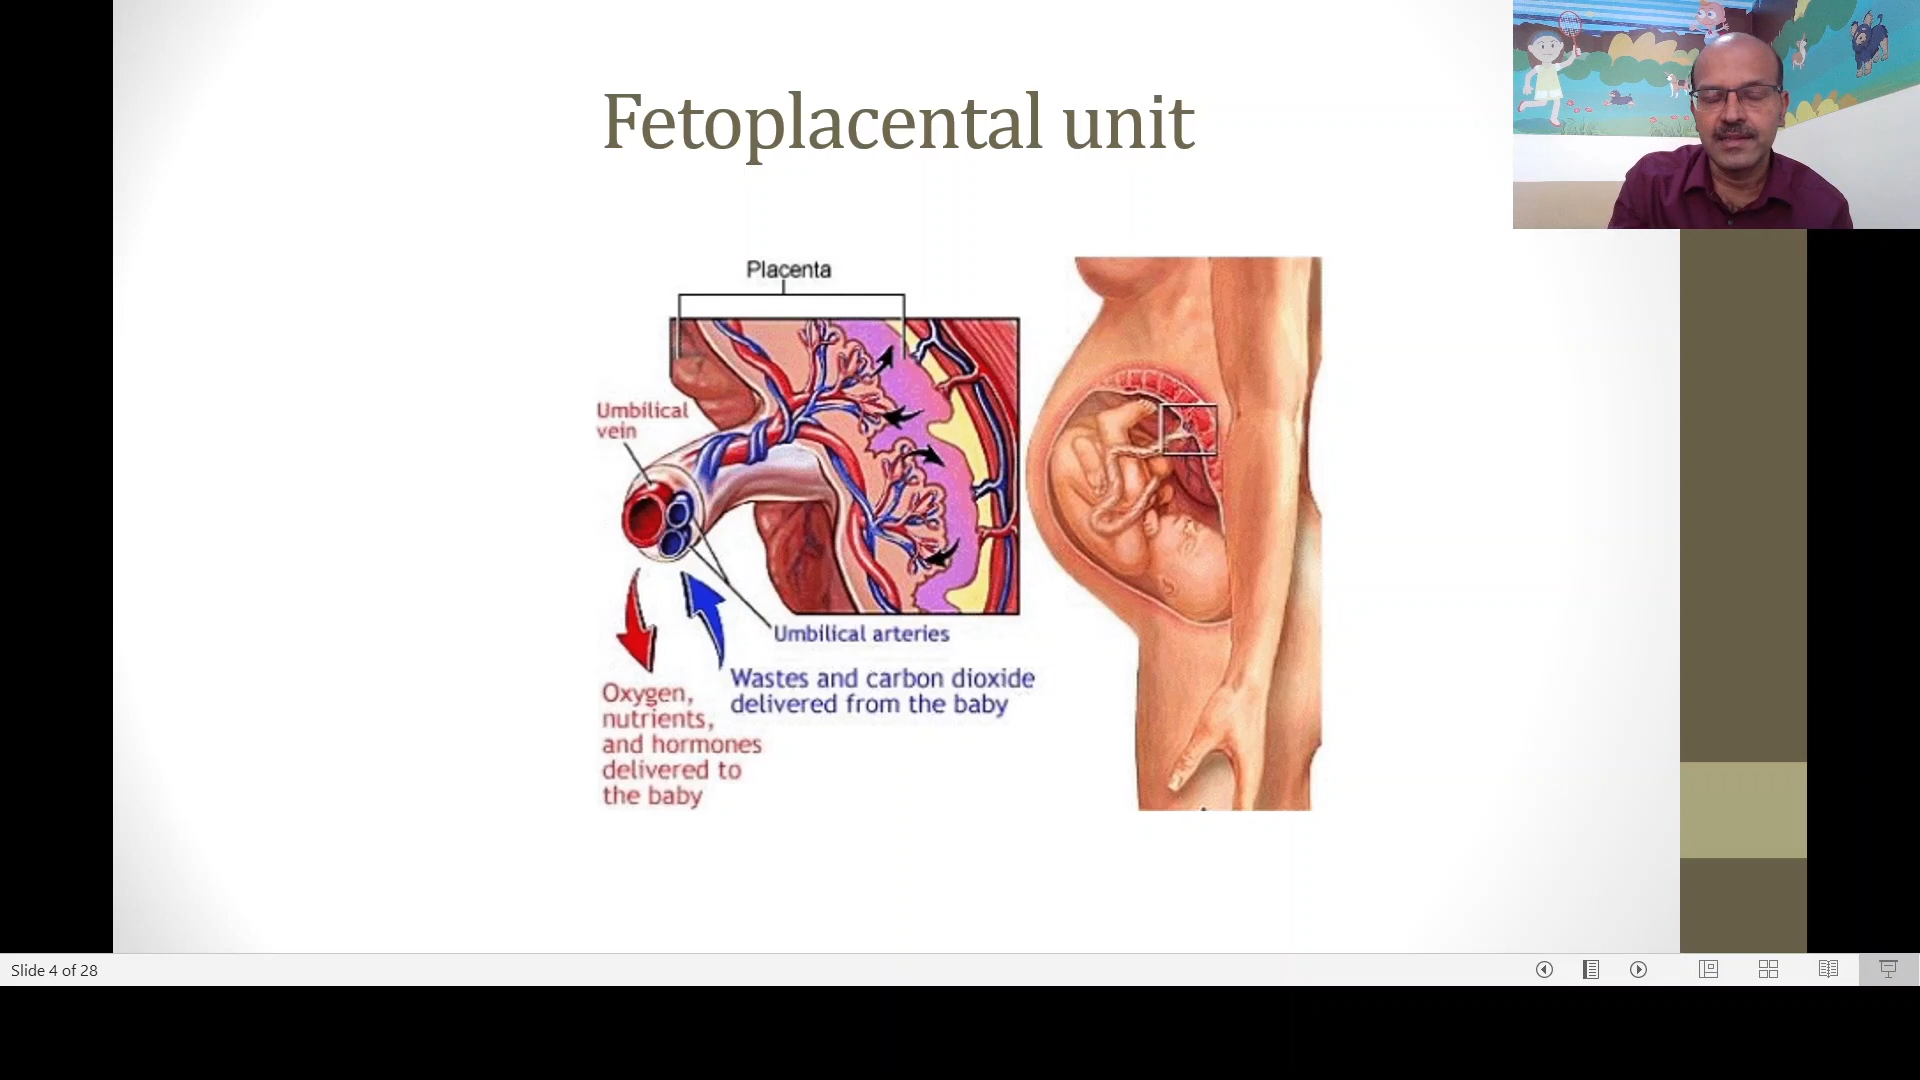 Fetoplacental unit
Placenta
Umbilical
vein
Umbilical arteries
Wastes and carbon dioxide
delivered from the baby
Oxygen,
nutrients,
and hormones
delivered to
the baby
Slide 4 of 28